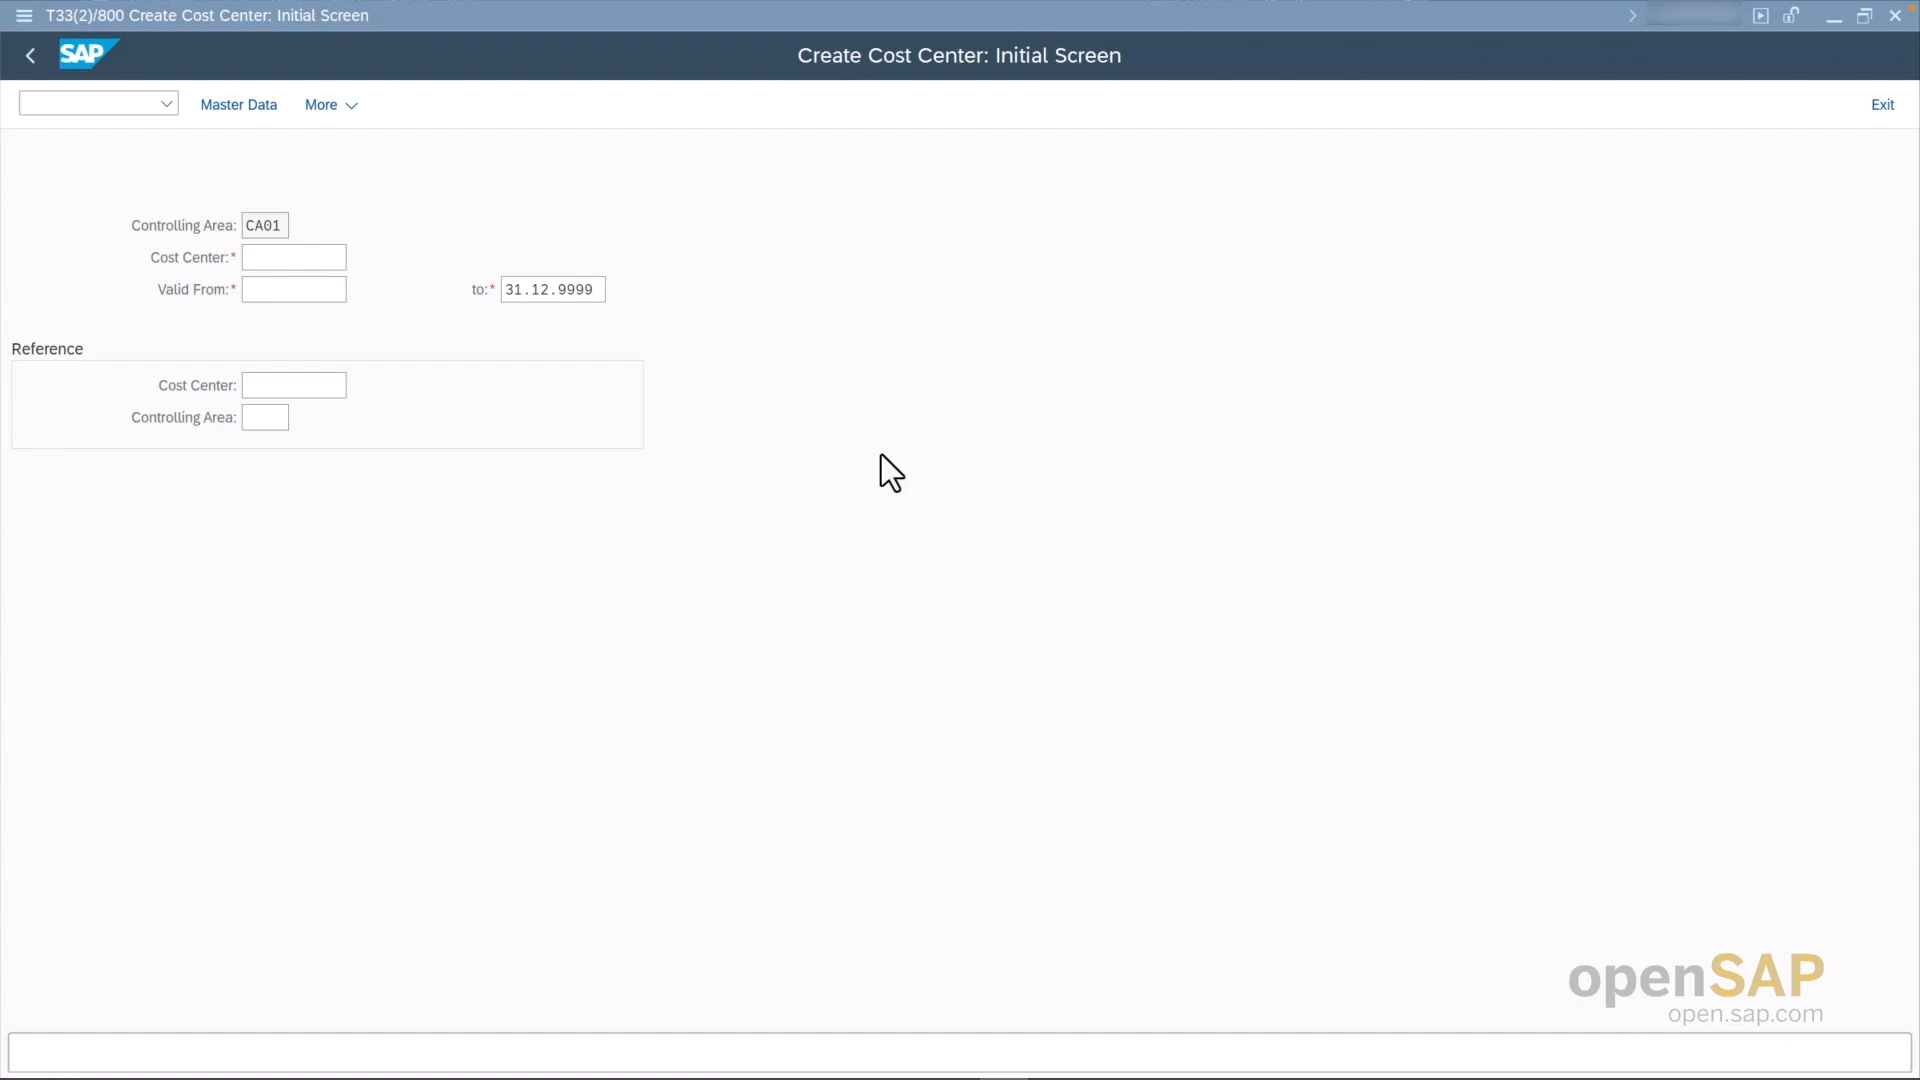 T33(2)/800 Create Cost Center: Initial Screen
SAP
Create Cost Center: Initial Screen
Master Data
More
Exit
Controlling Area: CA01
Cost Center:*
Valid From:*
to:* 31.12.9999
Reference
Cost Center:
Controlling Area:
openSAP
open.sap.com